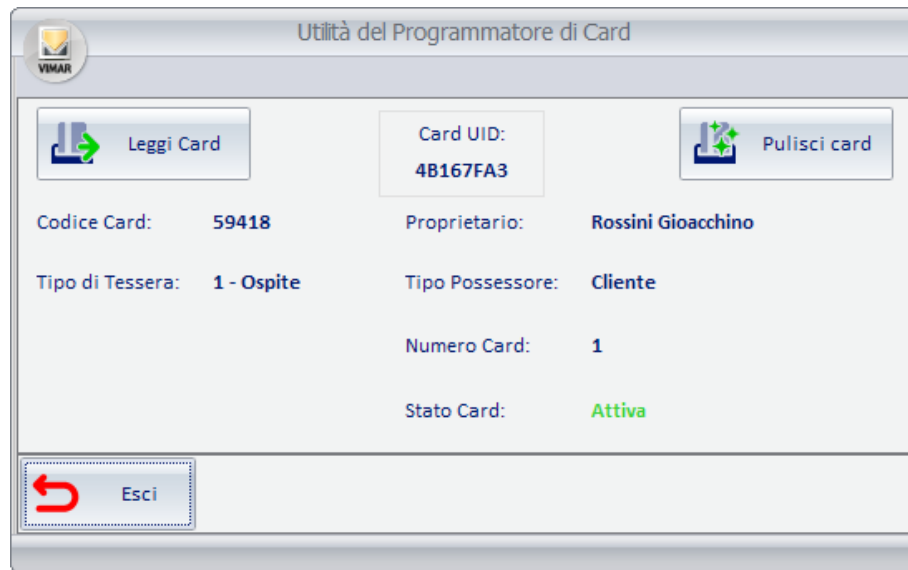 Utilità del Programmatore di Card
VIMAR
Leggi Card
Card UID:
4B167FA3
Pulisci card
Codice Card: 59418 Proprietario: Rossini Gioacchino
Tipo di Tessera: 1 - Ospite Tipo Possessore: Cliente
Numero Card: 1
Stato Card: Attiva
Esci